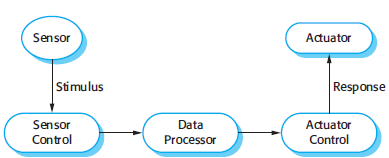 Sensor
Actuator
Stimulus
Response
Sensor
Control
Data
Processor
Actuator
Control